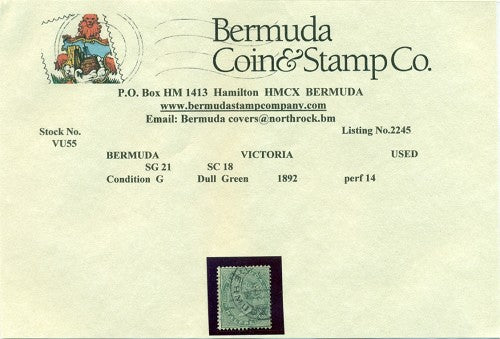 Bermuda
Coin & Stamp Co.
P.O. Box HM 1413 Hamilton HMCX BERMUDA
www.bermudastampcompany.com
Email: Bermuda covers@northrock.bm
Stock No. Listing No.2245
VU55
BERMUDA VICTORIA USED
SG 21 SC 18
Condition G Dull Green 1892 perf 14